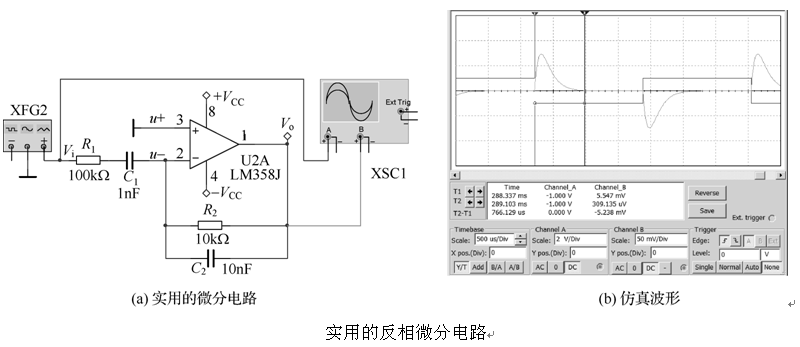 XFG2
+VCC
8
u+
3
1
Vo
Vi
R1
u−
2
U2A
LM358J
100kΩ
C1
1nF
4
−VCC
R2
10kΩ
C2
10nF
Ext Trig
A
B
XSC1
(a) 实用的微分电路
Time Channel_A Channel_B
T1 288.337 ms -1.000 V 5.547 mV
T2 289.103 ms -1.000 V 309.135 uV
T2-T1 766.129 us 0.000 V -5.238 mV
Reverse
Save
Ext. trigger
Timebase
Scale: 500 us/Div
X pos.(Div): 0
Y/T Add B/A A/B
Channel A
Scale: 2 V/Div
Y pos.(Div): 0
AC 0 DC
Channel B
Scale: 50 mV/Div
Y pos.(Div): 0
AC 0 DC -
Trigger
Edge: A B Ext
Level: 0 V
Single Normal Auto None
(b) 仿真波形
实用的反相微分电路